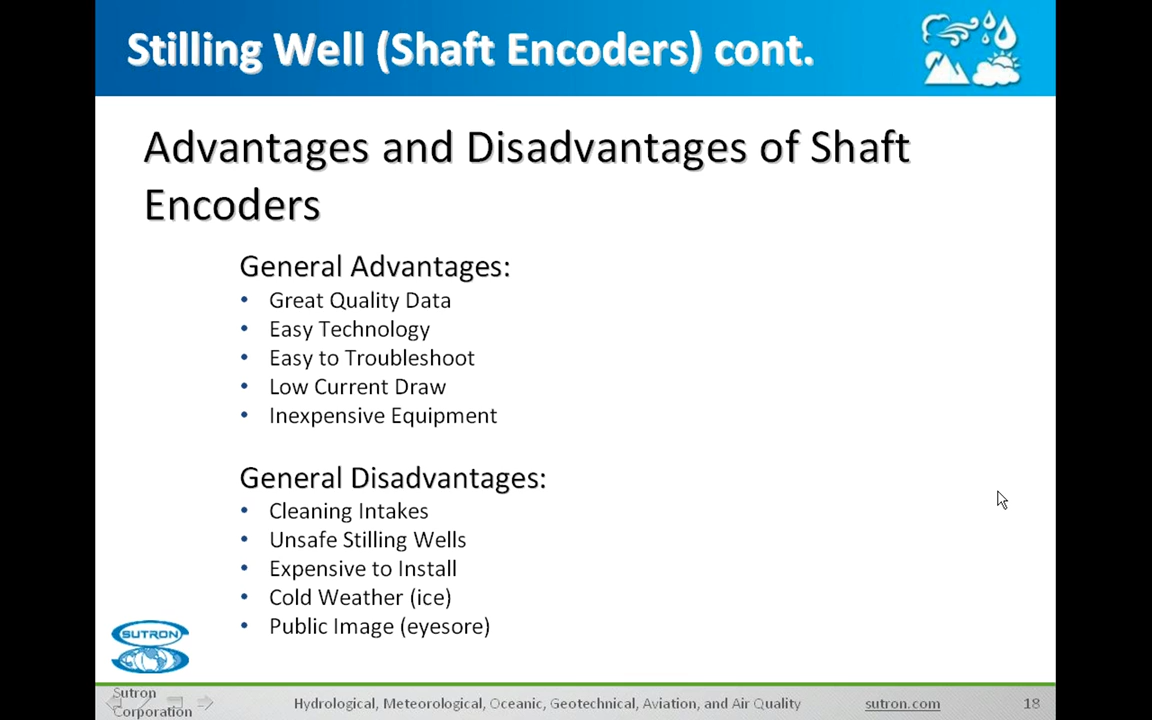 Stilling Well (Shaft Encoders) cont.
Advantages and Disadvantages of Shaft
Encoders
General Advantages:
• Great Quality Data
• Easy Technology
• Easy to Troubleshoot
• Low Current Draw
• Inexpensive Equipment
General Disadvantages:
• Cleaning Intakes
• Unsafe Stilling Wells
• Expensive to Install
• Cold Weather (ice)
• Public Image (eyesore)
SUTRON
Sutron
Corporation
Hydrological, Meteorological, Oceanic, Geotechnical, Aviation, and Air Quality
sutron.com
18